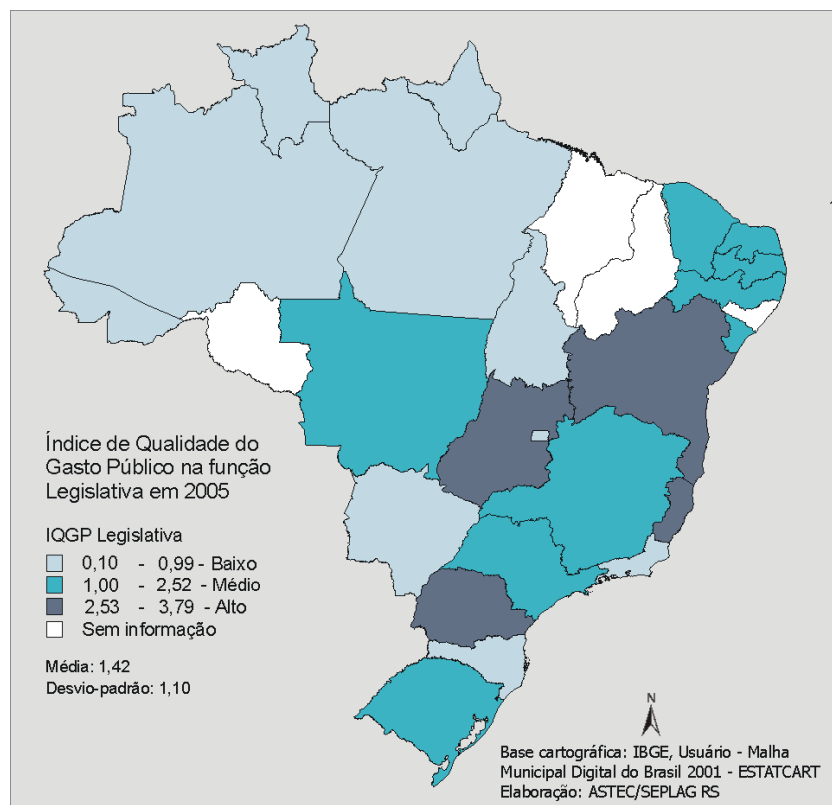 Índice de Qualidade do
Gasto Público na função
Legislativa em 2005
IQGP Legislativa
0,10 - 0,99 - Baixo
1,00 - 2,52 - Médio
2,53 - 3,79 - Alto
Sem informação
Média: 1,42
Desvio-padrão: 1,10
N
Base cartográfica: IBGE, Usuário - Malha
Municipal Digital do Brasil 2001 - ESTATCART
Elaboração: ASTEC/SEPLAG RS